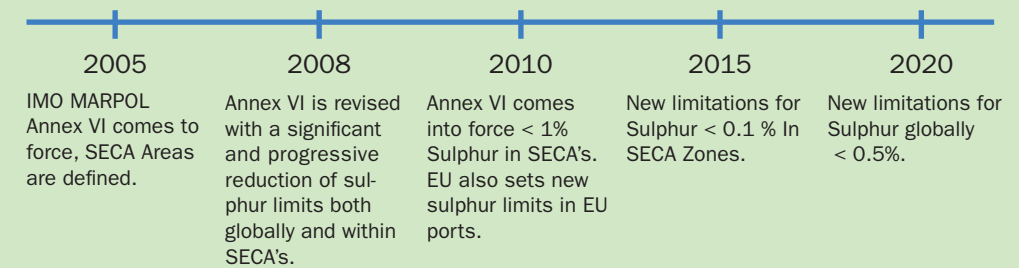 2005
IMO MARPOL
Annex VI comes to
force, SECA Areas
are defined.
2008
Annex VI is revised
with a significant
and progressive
reduction of sul-
phur limits both
globally and within
SECA's.
2010
Annex VI comes
into force < 1%
Sulphur in SECA's.
EU also sets new
sulphur limits in EU
ports.
2015
New limitations for
Sulphur < 0.1 % In
SECA Zones.
2020
New limitations for
Sulphur globally
< 0.5%.